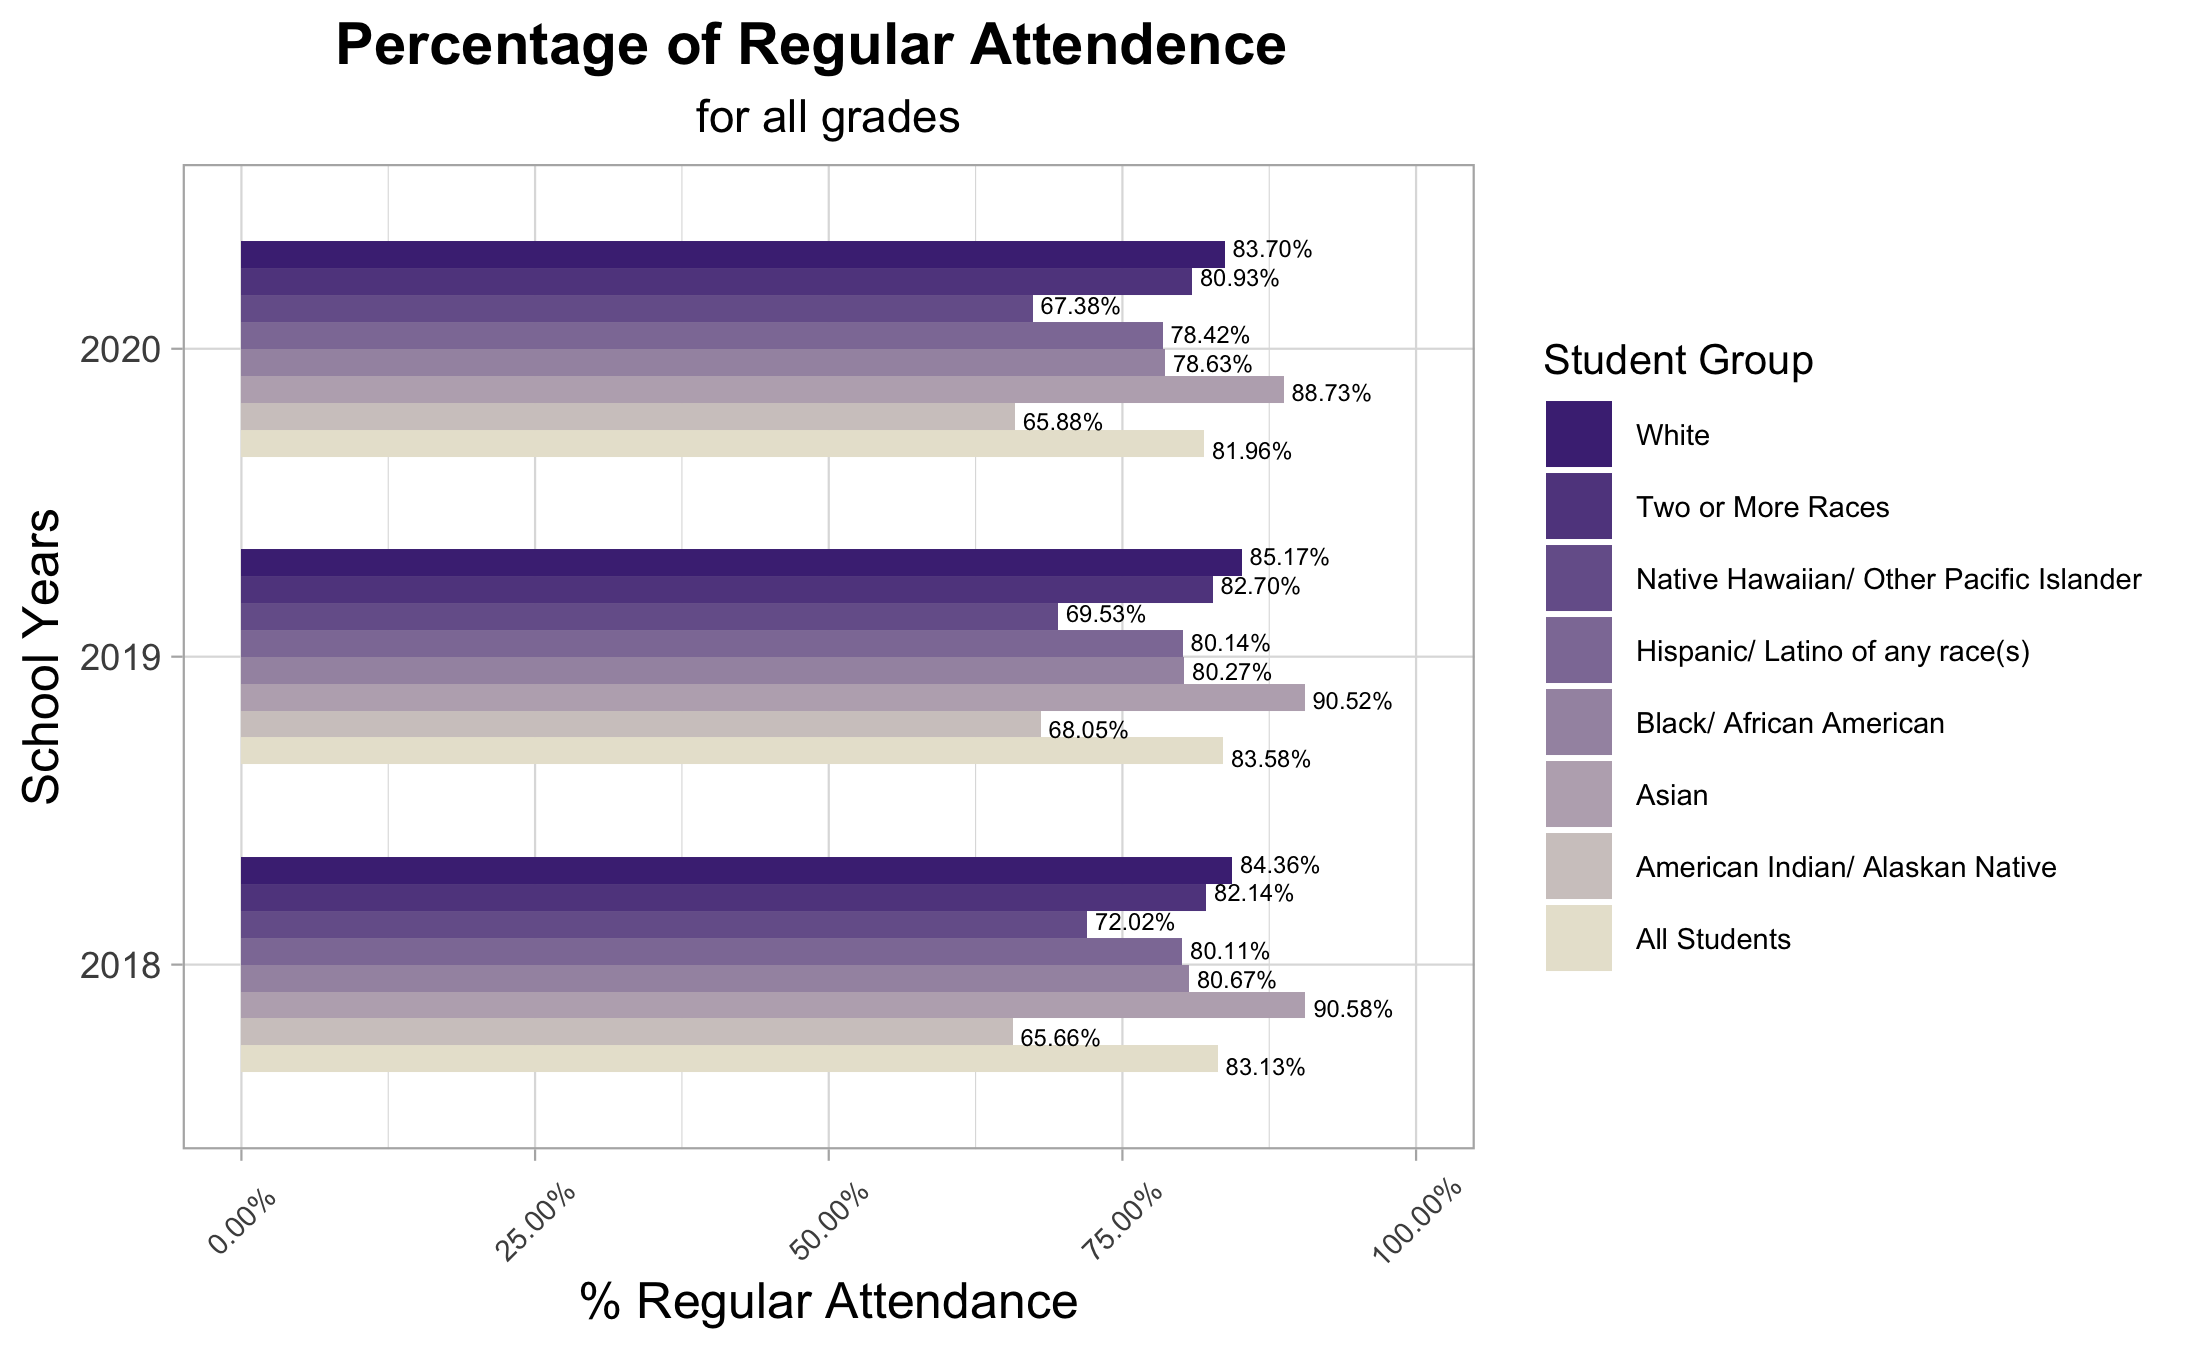 Percentage of Regular Attendence
for all grades
School Years
2020
83.70%
80.93%
67.38%
78.42%
78.63%
88.73%
65.88%
81.96%
2019
85.17%
82.70%
69.53%
80.14%
80.27%
90.52%
68.05%
83.58%
2018
84.36%
82.14%
72.02%
80.11%
80.67%
90.58%
65.66%
83.13%
0.00%
25.00%
50.00%
75.00%
100.00%
% Regular Attendance
Student Group
White
Two or More Races
Native Hawaiian/ Other Pacific Islander
Hispanic/ Latino of any race(s)
Black/ African American
Asian
American Indian/ Alaskan Native
All Students